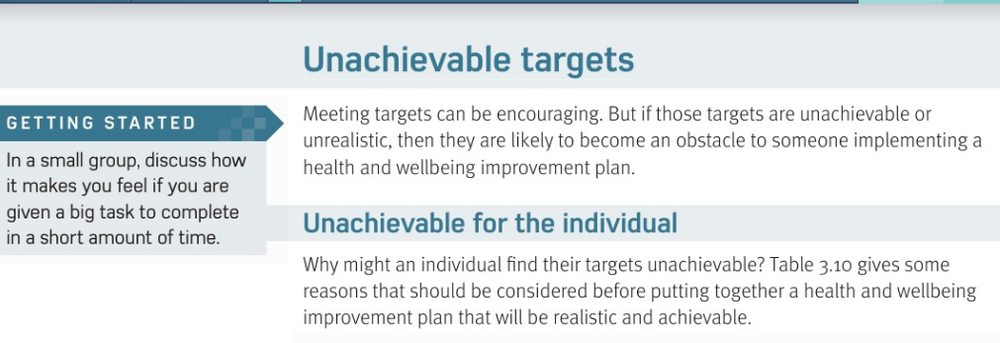 Unachievable targets
GETTING STARTED
In a small group, discuss how
it makes you feel if you are
given a big task to complete
in a short amount of time.
Meeting targets can be encouraging. But if those targets are unachievable or
unrealistic, then they are likely to become an obstacle to someone implementing a
health and wellbeing improvement plan.
Unachievable for the individual
Why might an individual find their targets unachievable? Table 3.10 gives some
reasons that should be considered before putting together a health and wellbeing
improvement plan that will be realistic and achievable.